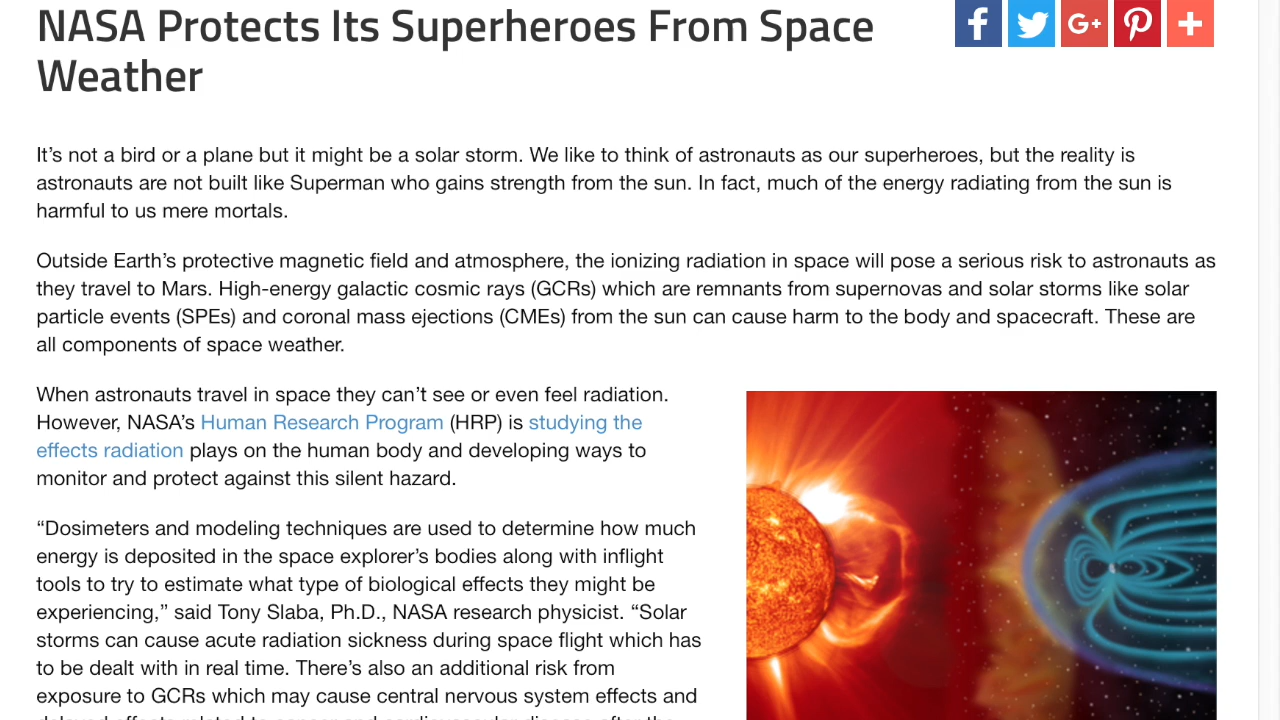 NASA Protects Its Superheroes From Space
Weather
It’s not a bird or a plane but it might be a solar storm. We like to think of astronauts as our superheroes, but the reality is
astronauts are not built like Superman who gains strength from the sun. In fact, much of the energy radiating from the sun is
harmful to us mere mortals.
Outside Earth’s protective magnetic field and atmosphere, the ionizing radiation in space will pose a serious risk to astronauts as
they travel to Mars. High-energy galactic cosmic rays (GCRs) which are remnants from supernovas and solar storms like solar
particle events (SPEs) and coronal mass ejections (CMEs) from the sun can cause harm to the body and spacecraft. These are
all components of space weather.
When astronauts travel in space they can’t see or even feel radiation.
However, NASA’s Human Research Program (HRP) is studying the
effects radiation plays on the human body and developing ways to
monitor and protect against this silent hazard.
“Dosimeters and modeling techniques are used to determine how much
energy is deposited in the space explorer’s bodies along with inflight
tools to try to estimate what type of biological effects they might be
experiencing,” said Tony Slaba, Ph.D., NASA research physicist. “Solar
storms can cause acute radiation sickness during space flight which has
to be dealt with in real time. There’s also an additional risk from
exposure to GCRs which may cause central nervous system effects and